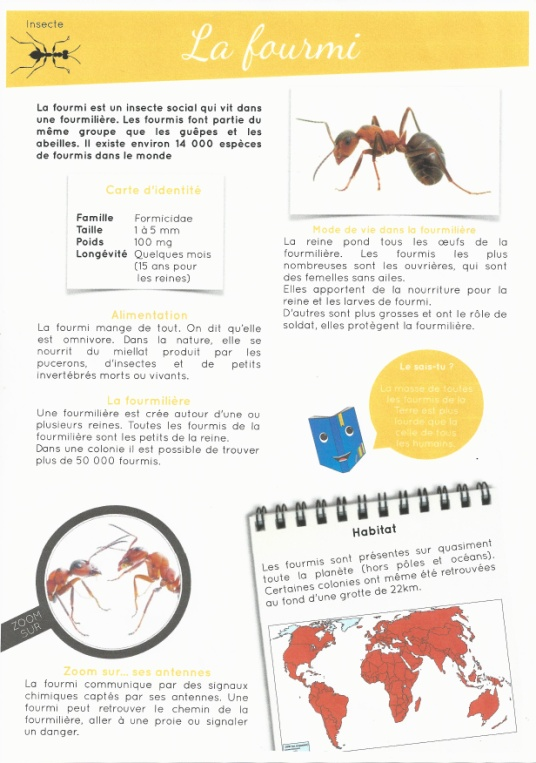 Insecte
La fourmi
La fourmi est un insecte social qui vit dans
une fourmilière. Les fourmis font partie du
même groupe que les guêpes et les
abeilles. Il existe environ 14 000 espèces
de fourmis dans le monde
Carte d'identité
Famille Formicidae
Taille 1 à 5 mm
Poids 100 mg
Longévité Quelques mois
(15 ans pour
les reines)
Alimentation
La fourmi mange de tout. On dit qu'elle
est omnivore. Dans la nature, elle se
nourrit du miellat produit par les
pucerons, d'insectes et de petits
invertébrés morts ou vivants.
La fourmilière
Une fourmilière est crée autour d'une ou
plusieurs reines. Toutes les fourmis de la
fourmilière sont les petits de la reine.
Dans une colonie il est possible de trouver
plus de 50 000 fourmis.
Mode de vie dans la fourmilière
La reine pond tous les œufs de la
fourmilière. Les fourmis les plus
nombreuses sont les ouvrières, qui sont
des femelles sans ailes.
Elles apportent de la nourriture pour la
reine et les larves de fourmi.
D'autres sont plus grosses et ont le rôle de
soldat, elles protègent la fourmilière.
Le sais-tu ?
La masse de toutes
les fourmis de la
Terre est plus
lourde que la
celle de tous
les humains.
ZOOM
SUR
Zoom sur... ses antennes
La fourmi communique par des signaux
chimiques captés par ses antennes. Une
fourmi peut retrouver le chemin de la
fourmilière, aller à une proie ou signaler
un danger.
Habitat
Les fourmis sont présentes sur quasiment
toute la planète (hors pôles et océans).
Certaines colonies ont même été retrouvées
au fond d'une grotte de 22km.